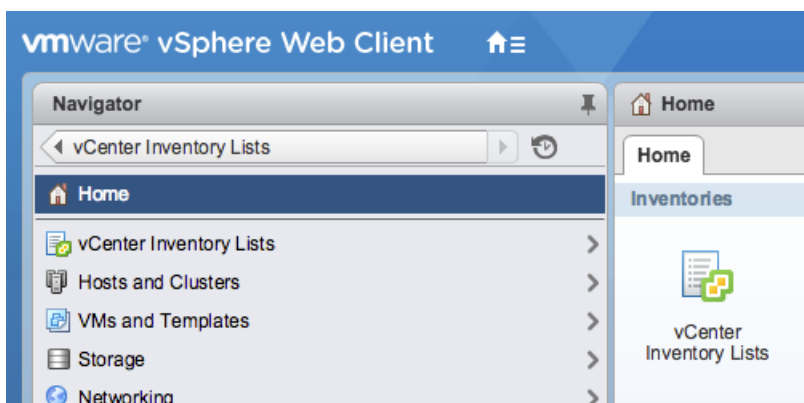 vmware® vSphere Web Client
Navigator
vCenter Inventory Lists
Home
vCenter Inventory Lists
Hosts and Clusters
VMs and Templates
Storage
Networking
Home
Home
Inventories
vCenter
Inventory Lists